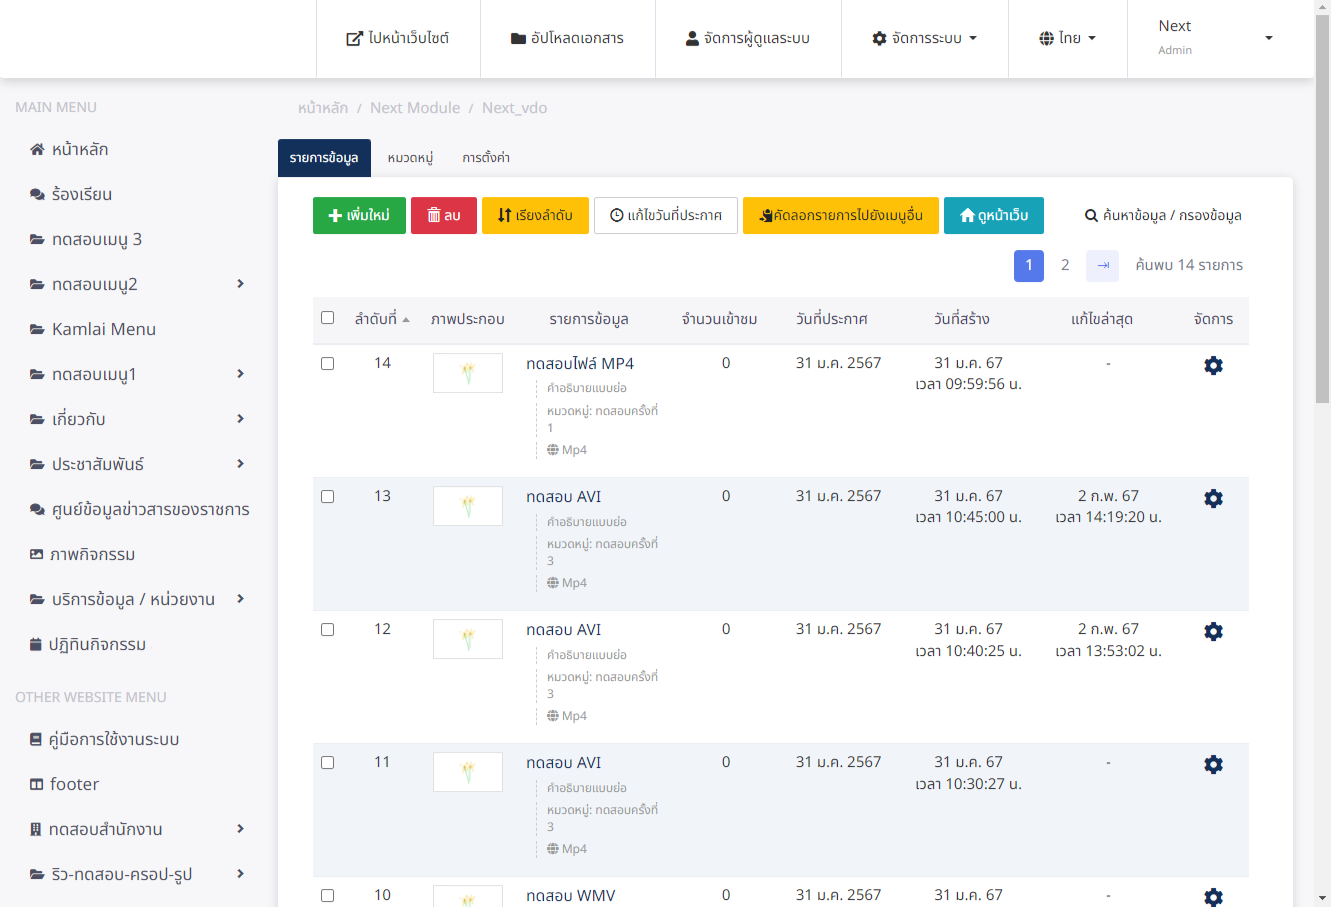 ไปหน้าเว็บไซต์
อัปโหลดเอกสาร
จัดการผู้ดูแลระบบ
จัดการระบบ
ไทย
Next
Admin
MAIN MENU
หน้าหลัก
ร้องเรียน
ทดสอบเมนู 3
ทดสอบเมนู2
Kamlai Menu
ทดสอบเมนู1
เกี่ยวกับ
ประชาสัมพันธ์
ศูนย์ข้อมูลข่าวสารของราชการ
ภาพกิจกรรม
บริการข้อมูล / หน่วยงาน
ปฏิทินกิจกรรม
OTHER WEBSITE MENU
คู่มือการใช้งานระบบ
footer
ทดสอบสำนักงาน
ริว-ทดสอบ-ครอป-รูป
หน้าหลัก / Next Module / Next_vdo
รายการข้อมูล หมวดหมู่ การตั้งค่า
เพิ่มใหม่ ลบ เรียงลำดับ แก้ไขวันที่ประกาศ คัดลอกรายการไปยังเมนูอื่น ดูหน้าเว็บ ค้นหาข้อมูล / กรองข้อมูล
1 2 ⇥ ค้นพบ 14 รายการ
ลำดับที่ ภาพประกอบ รายการข้อมูล จำนวนเข้าชม วันที่ประกาศ วันที่สร้าง แก้ไขล่าสุด จัดการ
14 ทดสอบไฟล์ MP4 0 31 ม.ค. 2567 31 ม.ค. 67 -
เวลา 09:59:56 น.
คำอธิบายแบบย่อ
หมวดหมู่: ทดสอบครั้งที่
1
Mp4
13 ทดสอบ AVI 0 31 ม.ค. 2567 31 ม.ค. 67 2 ก.พ. 67
เวลา 10:45:00 น. เวลา 14:19:20 น.
คำอธิบายแบบย่อ
หมวดหมู่: ทดสอบครั้งที่
3
Mp4
12 ทดสอบ AVI 0 31 ม.ค. 2567 31 ม.ค. 67 2 ก.พ. 67
เวลา 10:40:25 น. เวลา 13:53:02 น.
คำอธิบายแบบย่อ
หมวดหมู่: ทดสอบครั้งที่
3
Mp4
11 ทดสอบ AVI 0 31 ม.ค. 2567 31 ม.ค. 67 -
เวลา 10:30:27 น.
คำอธิบายแบบย่อ
หมวดหมู่: ทดสอบครั้งที่
3
Mp4
10 ทดสอบ WMV 0 31 ม.ค. 2567 31 ม.ค. 67 -